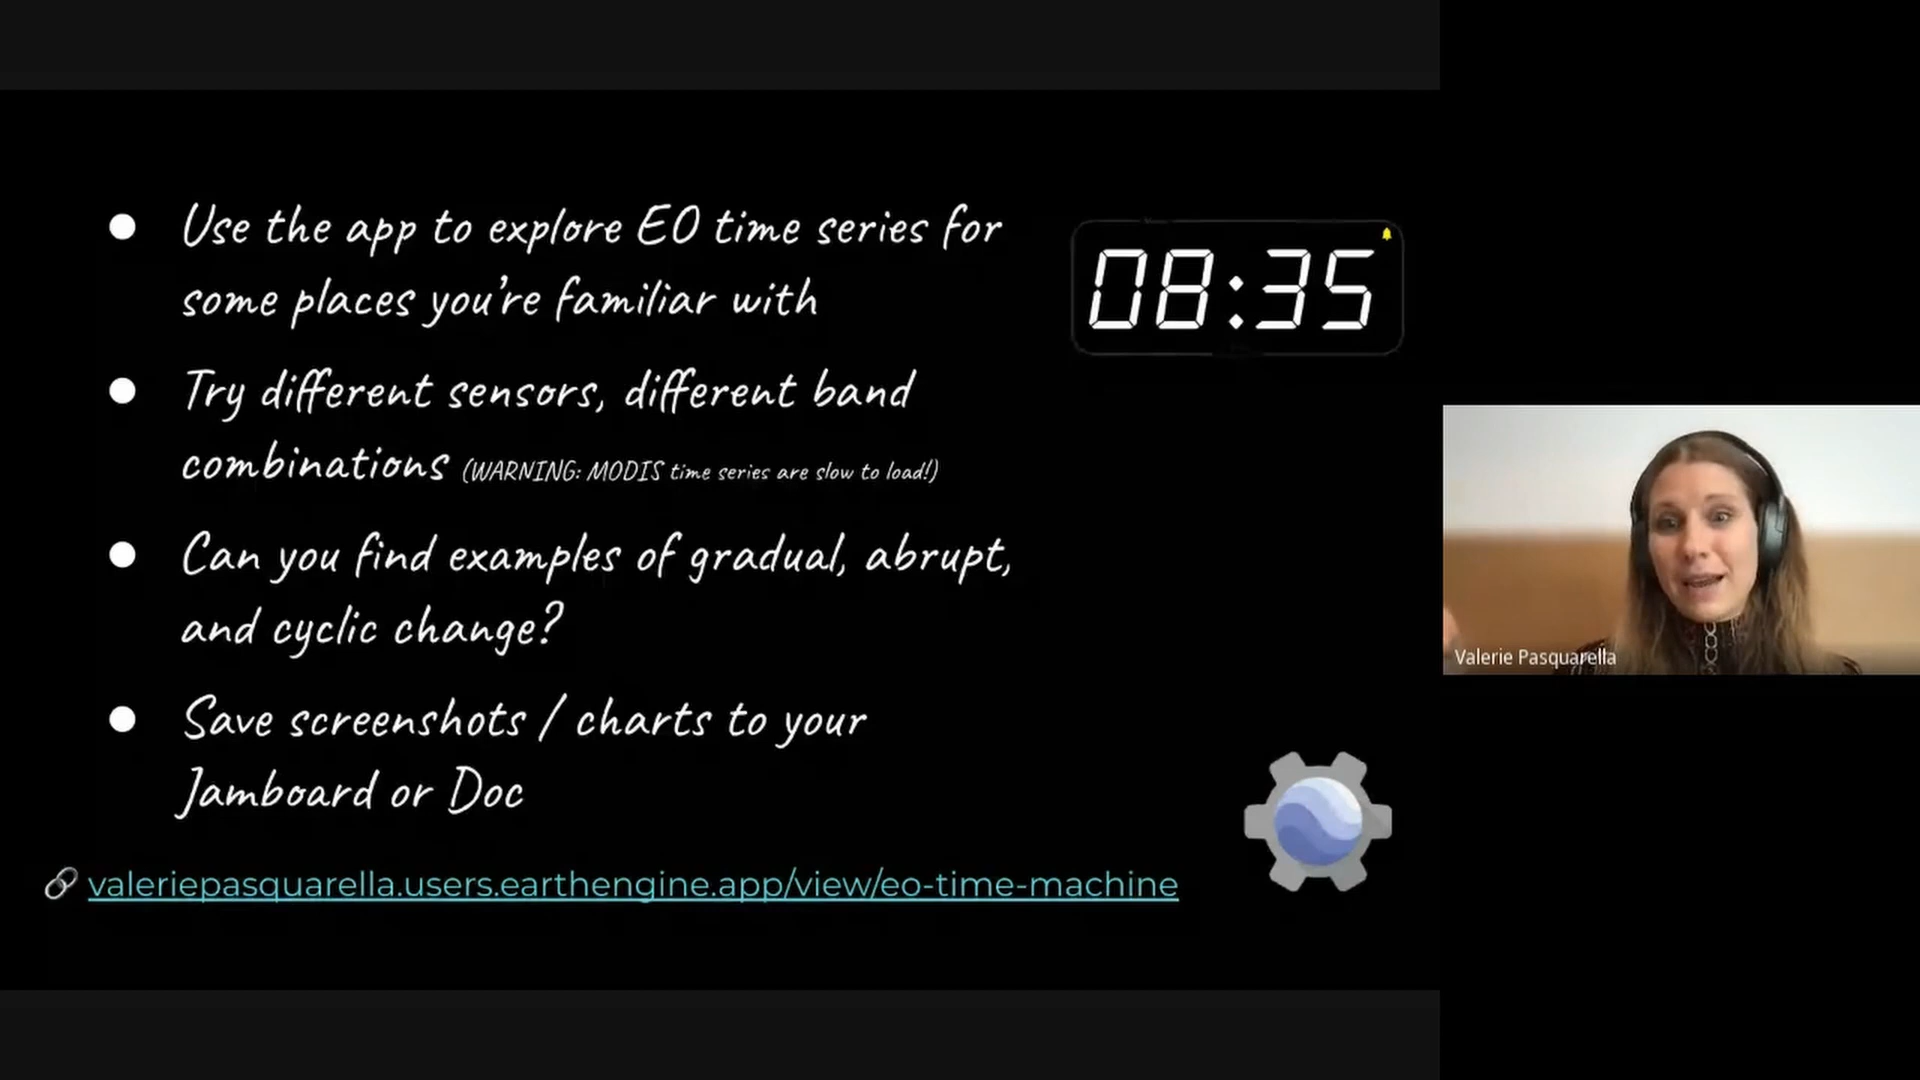 ● Use the app to explore EO time series for
some places you're familiar with
● Try different sensors, different band
combinations (WARNING: MODIS time series are slow to load!)
● Can you find examples of gradual, abrupt,
and cyclic change?
● Save screenshots / charts to your
Jamboard or Doc
valeriepasquarella.users.earthengine.app/view/eo-time-machine
08:35
Valerie Pasquarella